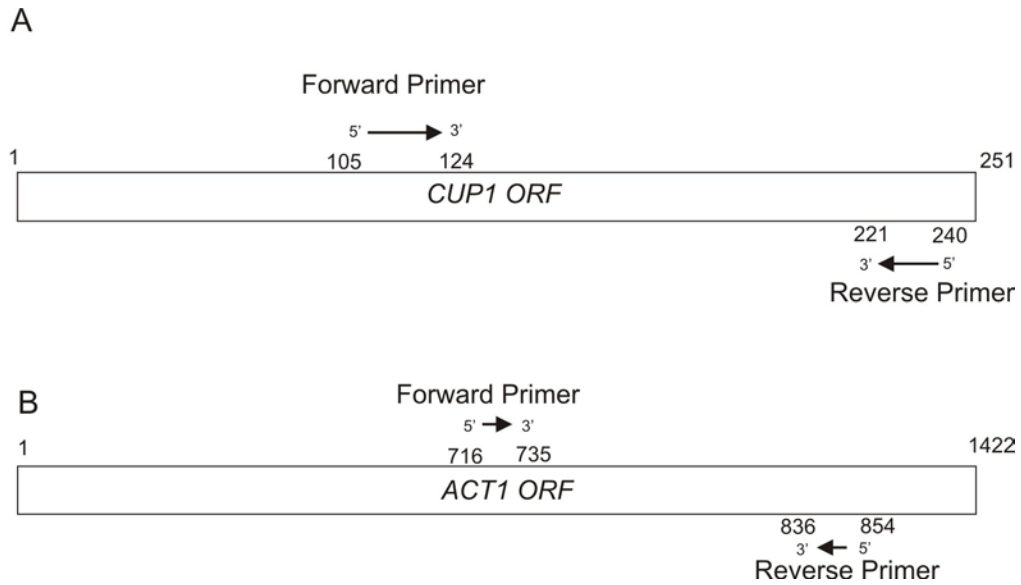 A
Forward Primer
5’ 3’
1 105 124 251
CUP1 ORF
221 240
3’ 5’
Reverse Primer
B
Forward Primer
5’ 3’
1 716 735 1422
ACT1 ORF
836 854
3’ 5’
Reverse Primer